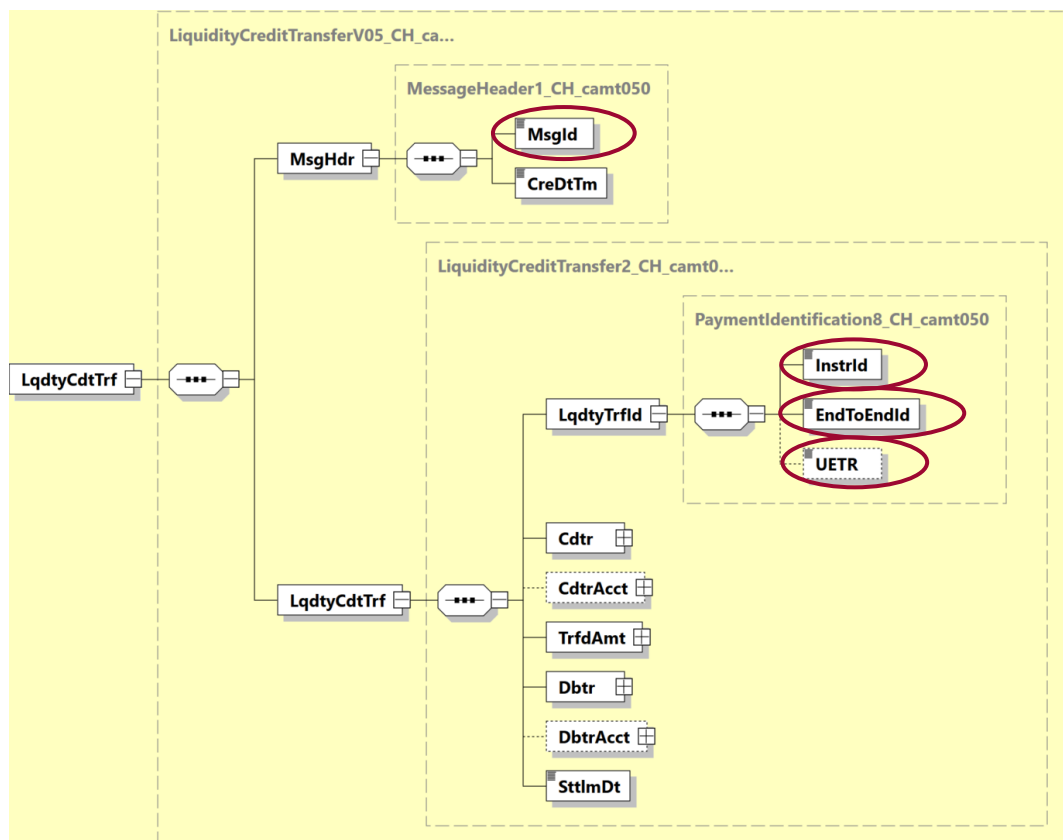 LiquidityCreditTransferV05_CH_ca...
MessageHeader1_CH_camt050
MsgId
MsgHdr
CreDtTm
LiquidityCreditTransfer2_CH_camt0...
PaymentIdentification8_CH_camt050
InstrId
LqdtyCdtTrf
LqdtyTrfId
EndToEndId
UETR
Cdtr
CdtrAcct
LqdtyCdtTrf
TrfdAmt
Dbtr
DbtrAcct
SttlmDt